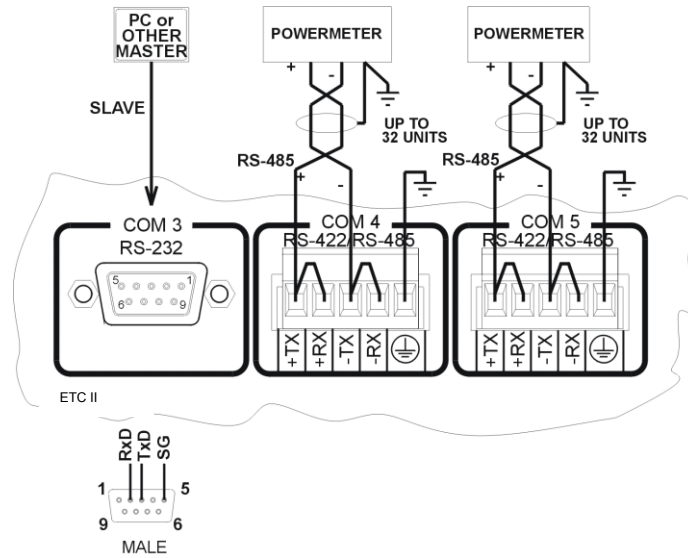 PC or
OTHER
MASTER
SLAVE
POWERMETER
+ -
UP TO
32 UNITS
RS-485
+
-
POWERMETER
+ -
UP TO
32 UNITS
RS-485
+
-
COM 3
RS-232
5 1
6 9
COM 4
RS-422/RS-485
+TX
+RX
-TX
-RX
COM 5
RS-422/RS-485
+TX
+RX
-TX
-RX
ETC II
RxD
TxD
SG
1 5
9 6
MALE